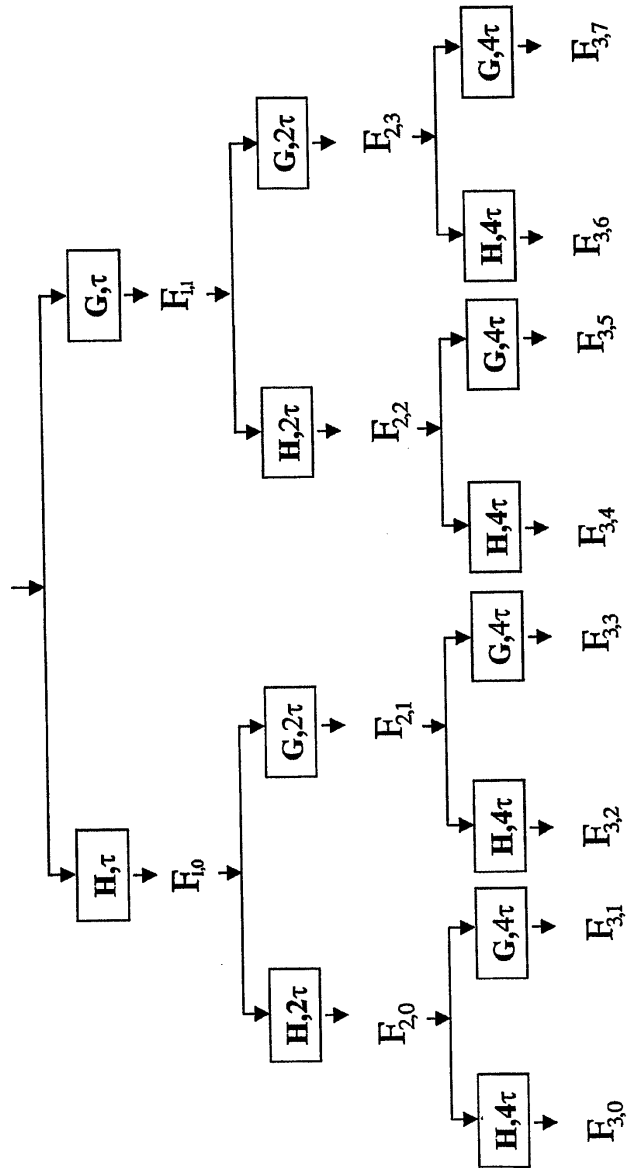 H,τ G,τ
F1,0 F1,1
H,2τ G,2τ H,2τ G,2τ
F2,0 F2,1 F2,2 F2,3
H,4τ G,4τ H,4τ G,4τ H,4τ G,4τ H,4τ G,4τ
F3,0 F3,1 F3,2 F3,3 F3,4 F3,5 F3,6 F3,7